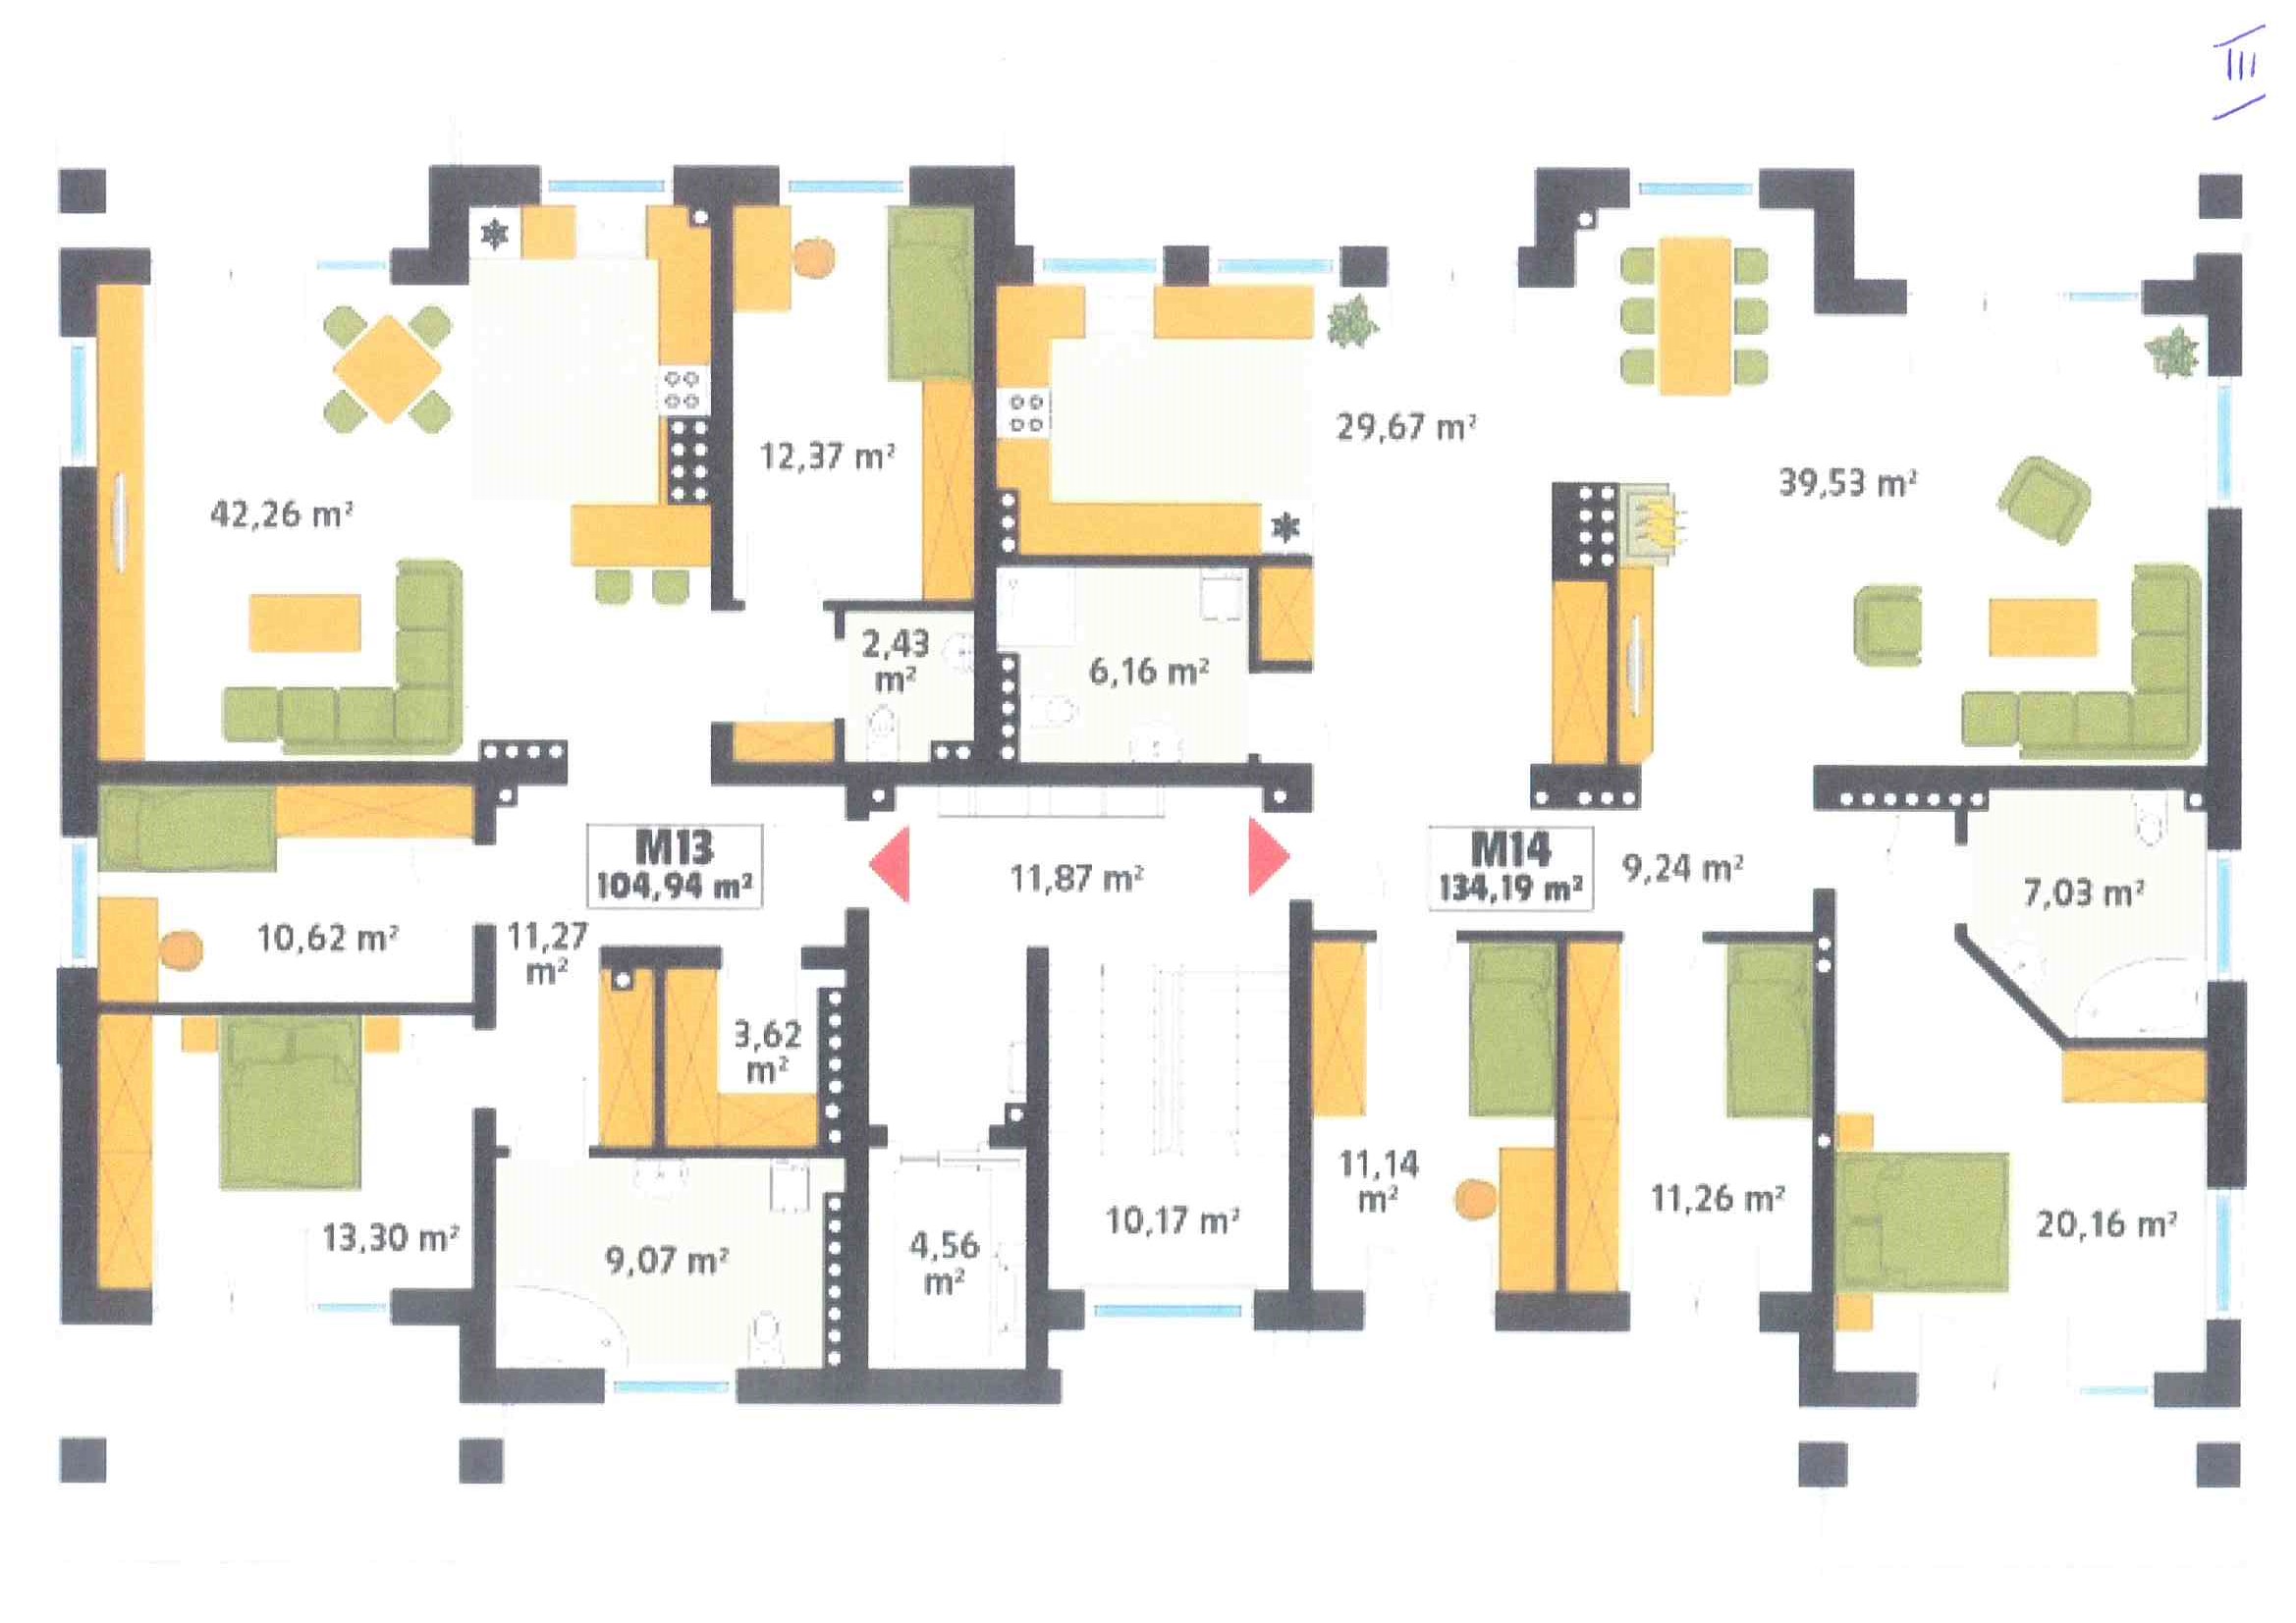 III
12,37 m²
29,67 m²
39,53 m²
42,26 m²
2,43
m²
6,16 m²
M13
104,94 m²
11,87 m²
M14
134,19 m²
9,24 m²
7,03 m²
10,62 m²
11,27
m²
3,62
m²
13,30 m²
9,07 m²
4,56
m²
10,17 m²
11,14
m²
11,26 m²
20,16 m²